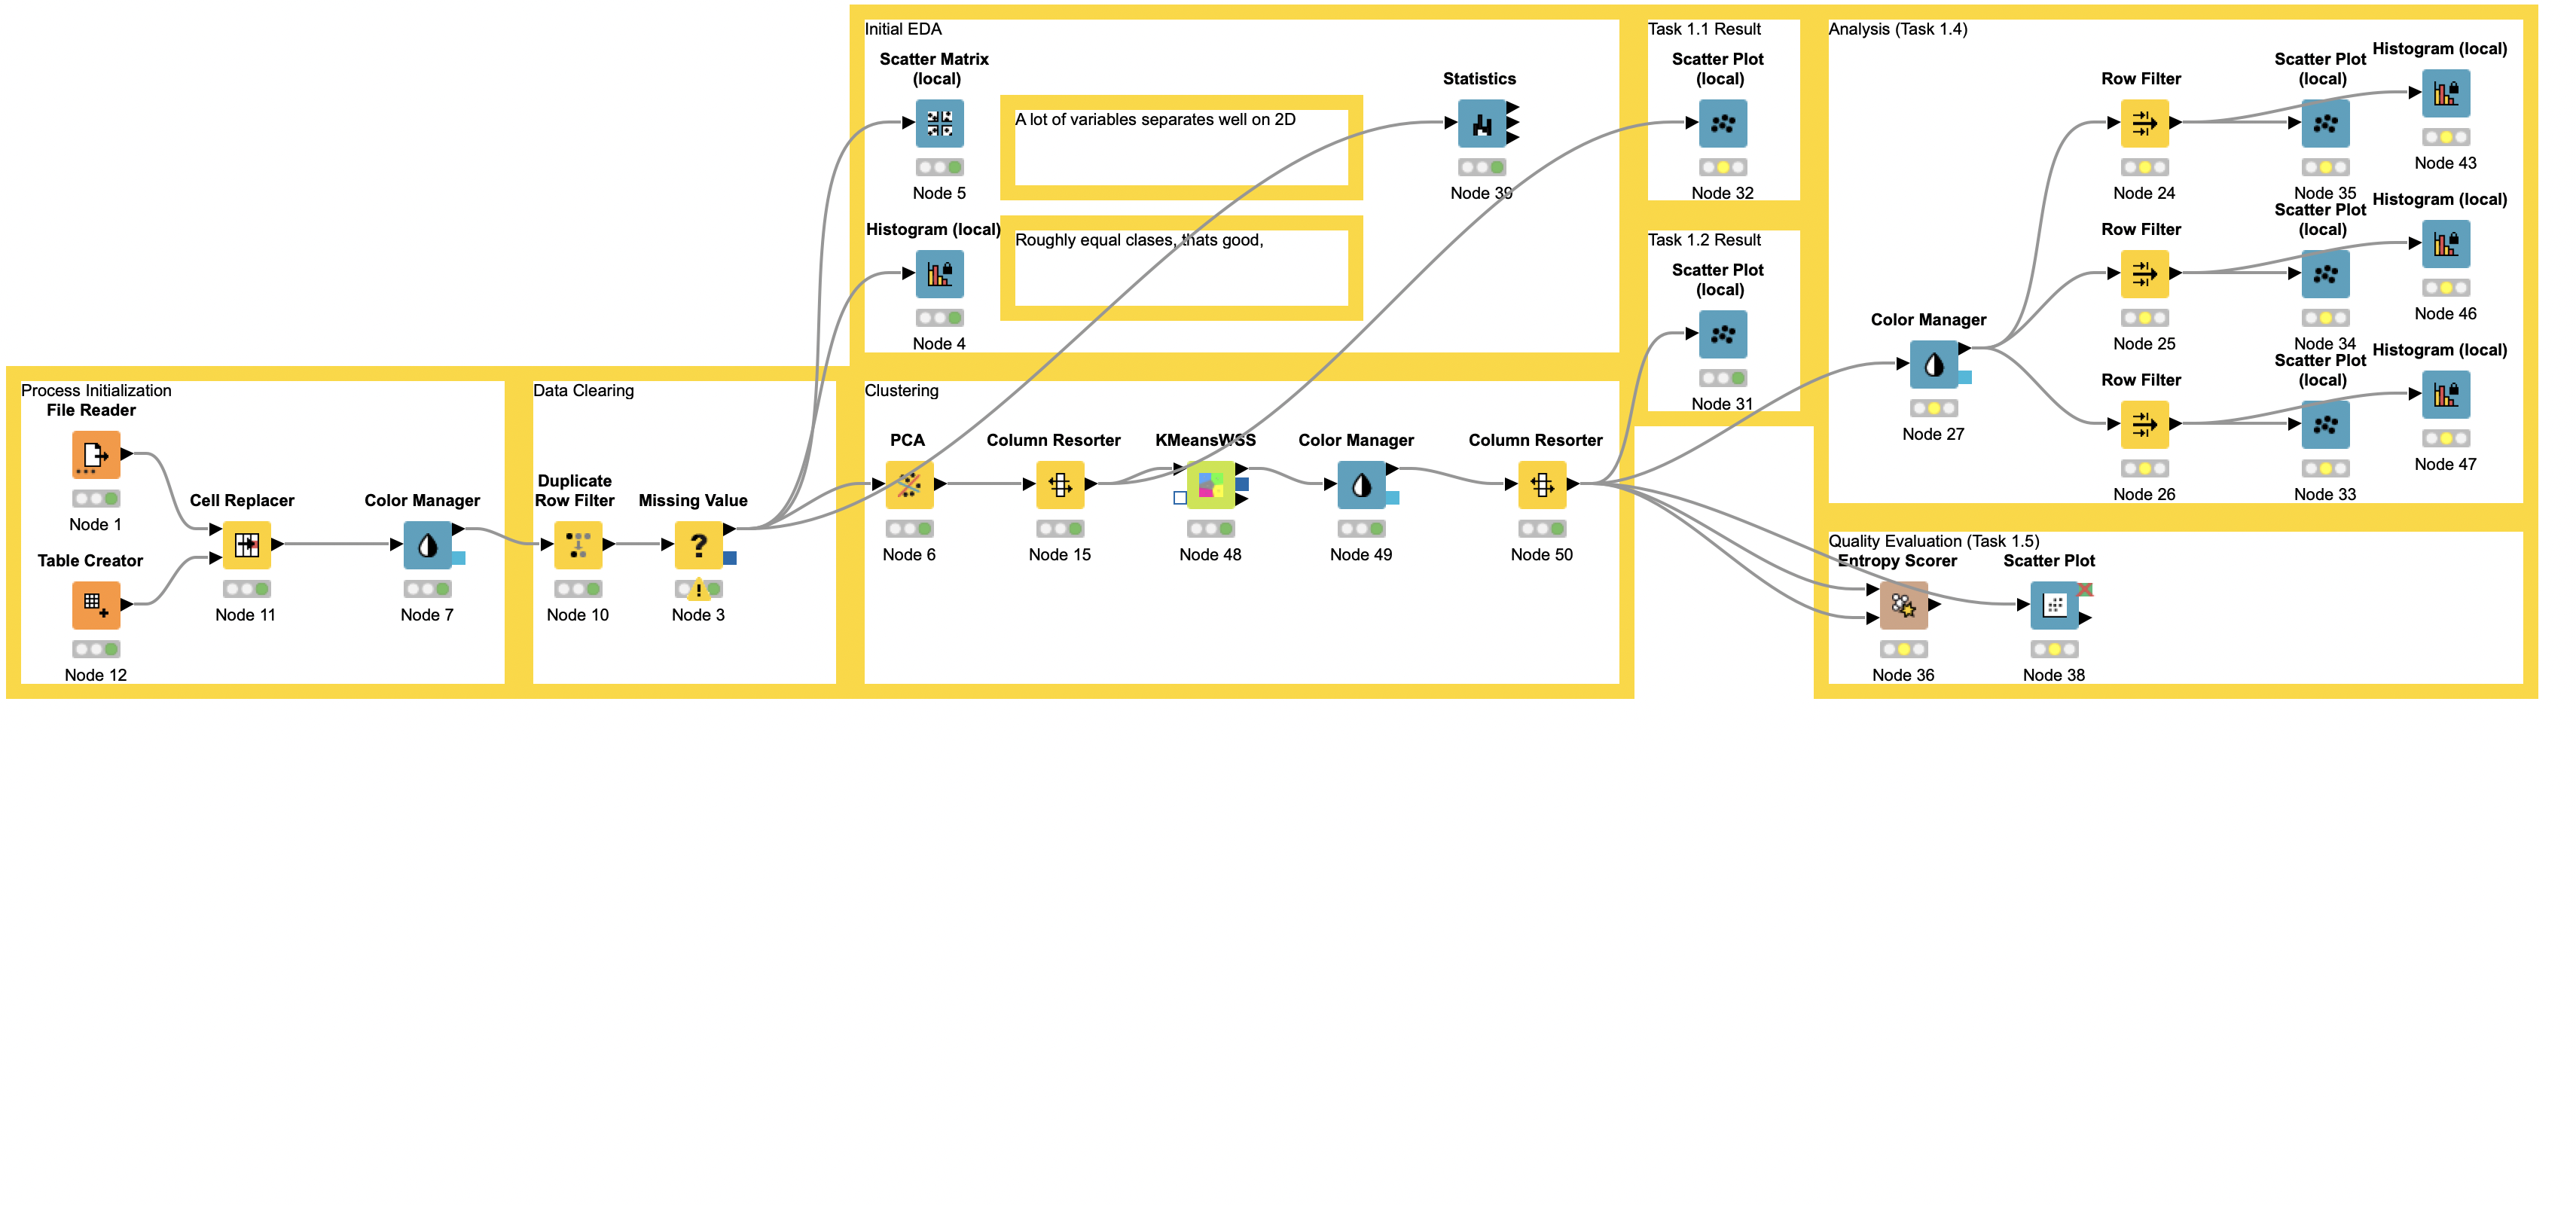 Initial EDA
Scatter Matrix
(local)
Node 5
A lot of variables separates well on 2D
Statistics
Node 39
Histogram (local)
Node 4
Roughly equal clases, thats good,
Task 1.1 Result
Scatter Plot
(local)
Node 32
Task 1.2 Result
Scatter Plot
(local)
Node 31
Analysis (Task 1.4)
Color Manager
Node 27
Row Filter
Node 24
Scatter Plot
(local)
Node 35
Histogram (local)
Node 43
Row Filter
Node 25
Scatter Plot
(local)
Node 34
Histogram (local)
Node 46
Row Filter
Node 26
Scatter Plot
(local)
Node 33
Histogram (local)
Node 47
Process Initialization
File Reader
Node 1
Table Creator
Node 12
Cell Replacer
Node 11
Color Manager
Node 7
Data Clearing
Duplicate
Row Filter
Node 10
Missing Value
?
!
Node 3
Clustering
PCA
Node 6
Column Resorter
Node 15
KMeansWSS
Node 48
Color Manager
Node 49
Column Resorter
Node 50
Quality Evaluation (Task 1.5)
Entropy Scorer
Node 36
Scatter Plot
Node 38